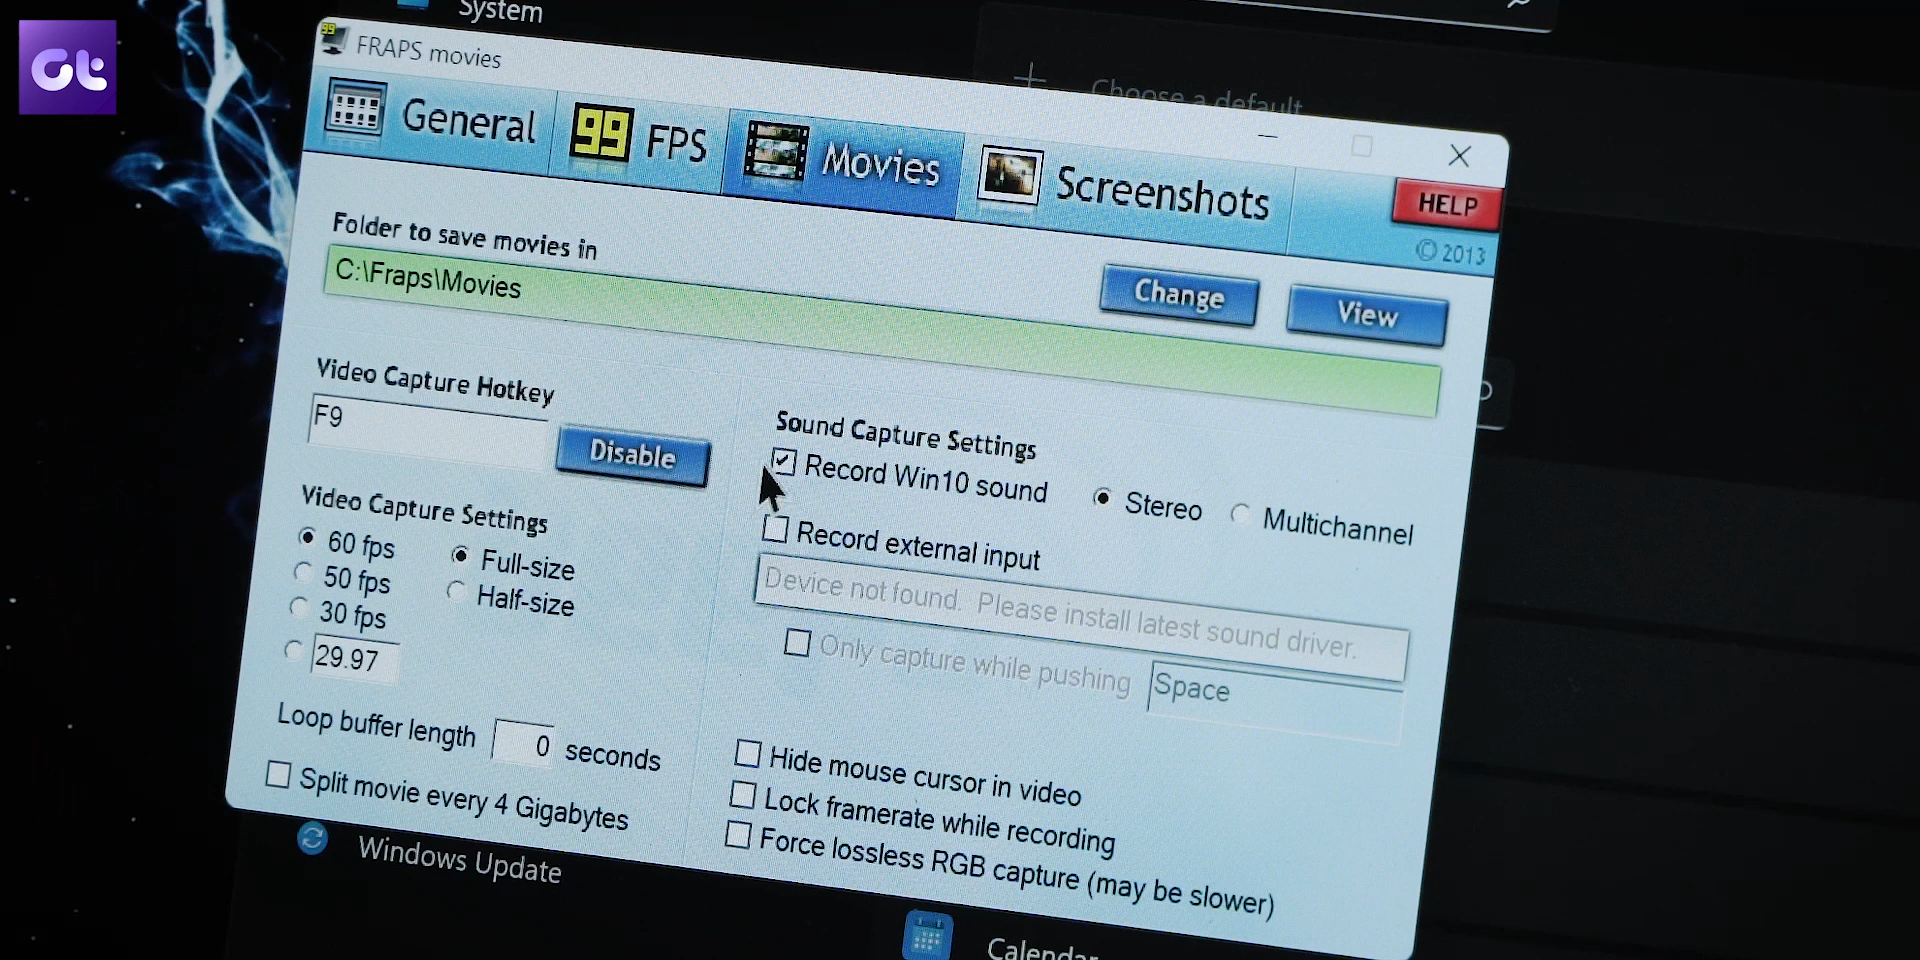 System
Gt
FRAPS movies
Choose a default
General
99 FPS
Movies
Screenshots
HELP
© 2013
Folder to save movies in
C:\Fraps\Movies
Change
View
Video Capture Hotkey
F9
Disable
Video Capture Settings
60 fps
50 fps
30 fps
29.97
Full-size
Half-size
Loop buffer length 0 seconds
Split movie every 4 Gigabytes
Sound Capture Settings
Record Win10 sound
Stereo
Multichannel
Record external input
Device not found. Please install latest sound driver.
Only capture while pushing
Space
Hide mouse cursor in video
Lock framerate while recording
Force lossless RGB capture (may be slower)
Windows Update
Calendar